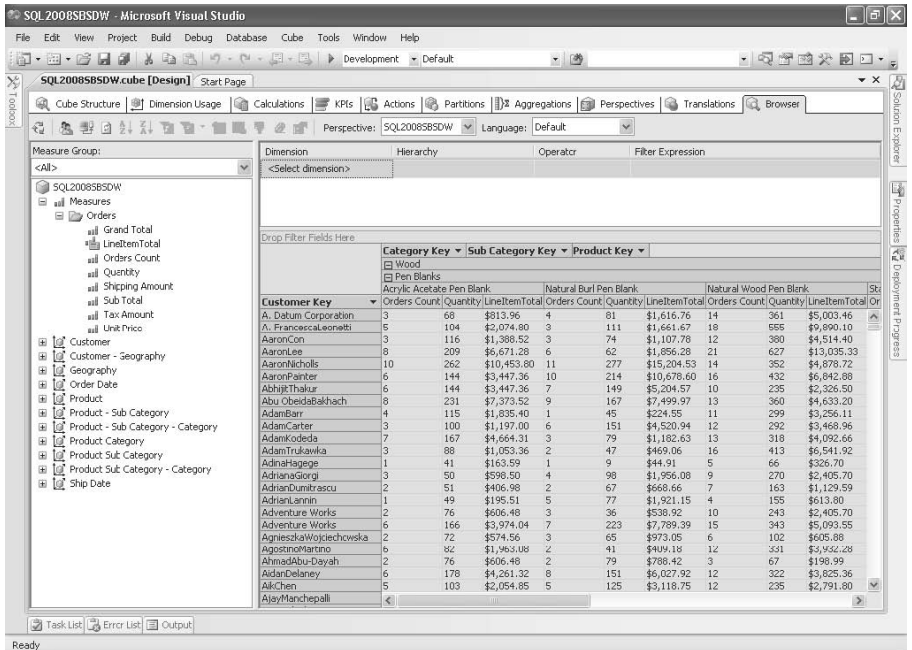 SQL2008SBSDW - Microsoft Visual Studio
File Edit View Project Build Debug Database Cube Tools Window Help
Development Default
SQL2008SBSDW.cube [Design] Start Page
Toolbox
Solution Explorer
Properties
Deployment Progress
Cube Structure Dimension Usage Calculations KPIs Actions Partitions Aggregations Perspectives Translations Browser
Perspective: SQL2008SBSDW Language: Default
Measure Group:
<All>
SQL2008SBSDW
Measures
Orders
Grand Total
LineItemTotal
Orders Count
Quantity
Shipping Amount
Sub Total
Tax Amount
Unit Price
Customer
Customer - Geography
Geography
Order Date
Product
Product - Sub Category
Product - Sub Category - Category
Product Category
Product Sub Category
Product Sub Category - Category
Ship Date
Dimension Hierarchy Operator Filter Expression
<Select dimension>
Drop Filter Fields Here
Category Key Sub Category Key Product Key
Wood
Pen Blanks
Acrylic Acetate Pen Blank Natural Burl Pen Blank Natural Wood Pen Blank Sta
Customer Key Orders Count Quantity LineItemTotal Orders Count Quantity LineItemTotal Orders Count Quantity LineItemTotal Or
A. Datum Corporation 3 68 $813.96 4 81 $1,616.76 14 361 $5,003.46
A. FrancescaLeonetti 5 104 $2,074.80 3 111 $1,661.67 18 555 $9,890.10
AaronCon 3 116 $1,388.52 3 74 $1,107.78 12 380 $4,514.40
AaronLee 8 209 $6,671.28 6 62 $1,856.28 21 627 $13,035.33
AaronNicholls 10 262 $10,453.80 11 277 $15,204.53 14 352 $4,878.72
AaronPainter 6 144 $3,447.36 10 214 $10,678.60 16 432 $6,842.88
AbhijitThakur 6 144 $3,447.36 7 149 $5,204.57 10 235 $2,326.50
Abu ObeidaBakhach 8 231 $7,373.52 9 167 $7,499.97 13 360 $4,633.20
AdamBarr 4 115 $1,835.40 1 45 $224.55 11 299 $3,256.11
AdamCarter 3 100 $1,197.00 6 151 $4,520.94 12 292 $3,468.96
AdamKodeda 7 167 $4,664.31 3 79 $1,182.63 13 318 $4,092.66
AdamTrukawka 3 88 $1,053.36 2 47 $469.06 16 413 $6,541.92
AdinaHagege 1 41 $163.59 1 9 $44.91 5 66 $326.70
AdrianaGiorgi 3 50 $598.50 4 98 $1,956.08 9 270 $2,405.70
AdrianDumitrascu 2 51 $406.98 2 67 $668.66 7 163 $1,129.59
AdrianLannin 1 49 $195.51 5 77 $1,921.15 4 155 $613.80
Adventure Works 2 76 $606.48 3 36 $538.92 10 243 $2,405.70
Adventure Works 6 166 $3,974.04 7 223 $7,789.39 15 343 $5,093.55
AgnieszkaWojciechcwska 2 72 $574.56 3 65 $973.05 6 102 $605.88
AgostinoMartino 6 82 $1,963.08 2 41 $409.18 12 331 $3,932.28
AhmadAbu-Dayah 2 76 $606.48 2 79 $788.42 3 67 $198.99
AidanDelaney 6 178 $4,261.32 8 151 $6,027.92 12 322 $3,825.36
AikChen 5 103 $2,054.85 5 125 $3,118.75 12 235 $2,791.80
AjayManchepalli
Task List Error List Output
Ready